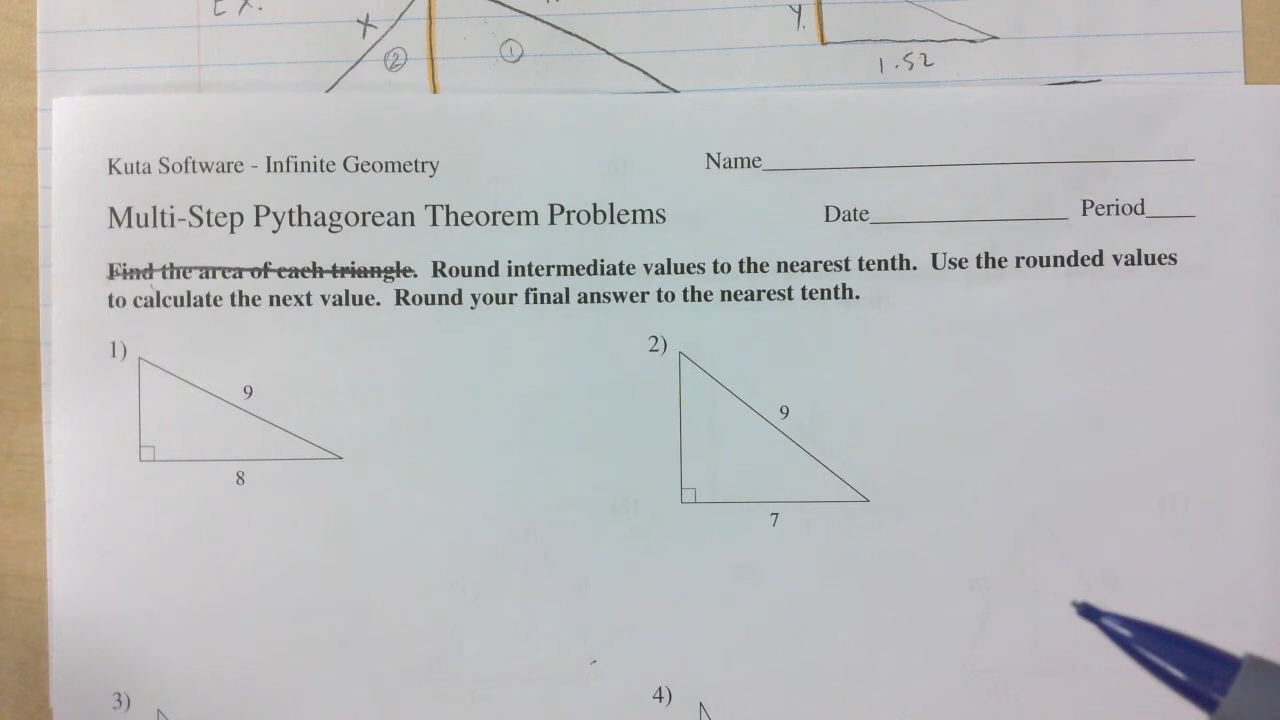 Ex.
x
②
①
y.
1.52
Kuta Software - Infinite Geometry
Name
Multi-Step Pythagorean Theorem Problems
Date Period
Find the area of each triangle. Round intermediate values to the nearest tenth. Use the rounded values
to calculate the next value. Round your final answer to the nearest tenth.
1)
9
8
2)
9
7
3)
4)